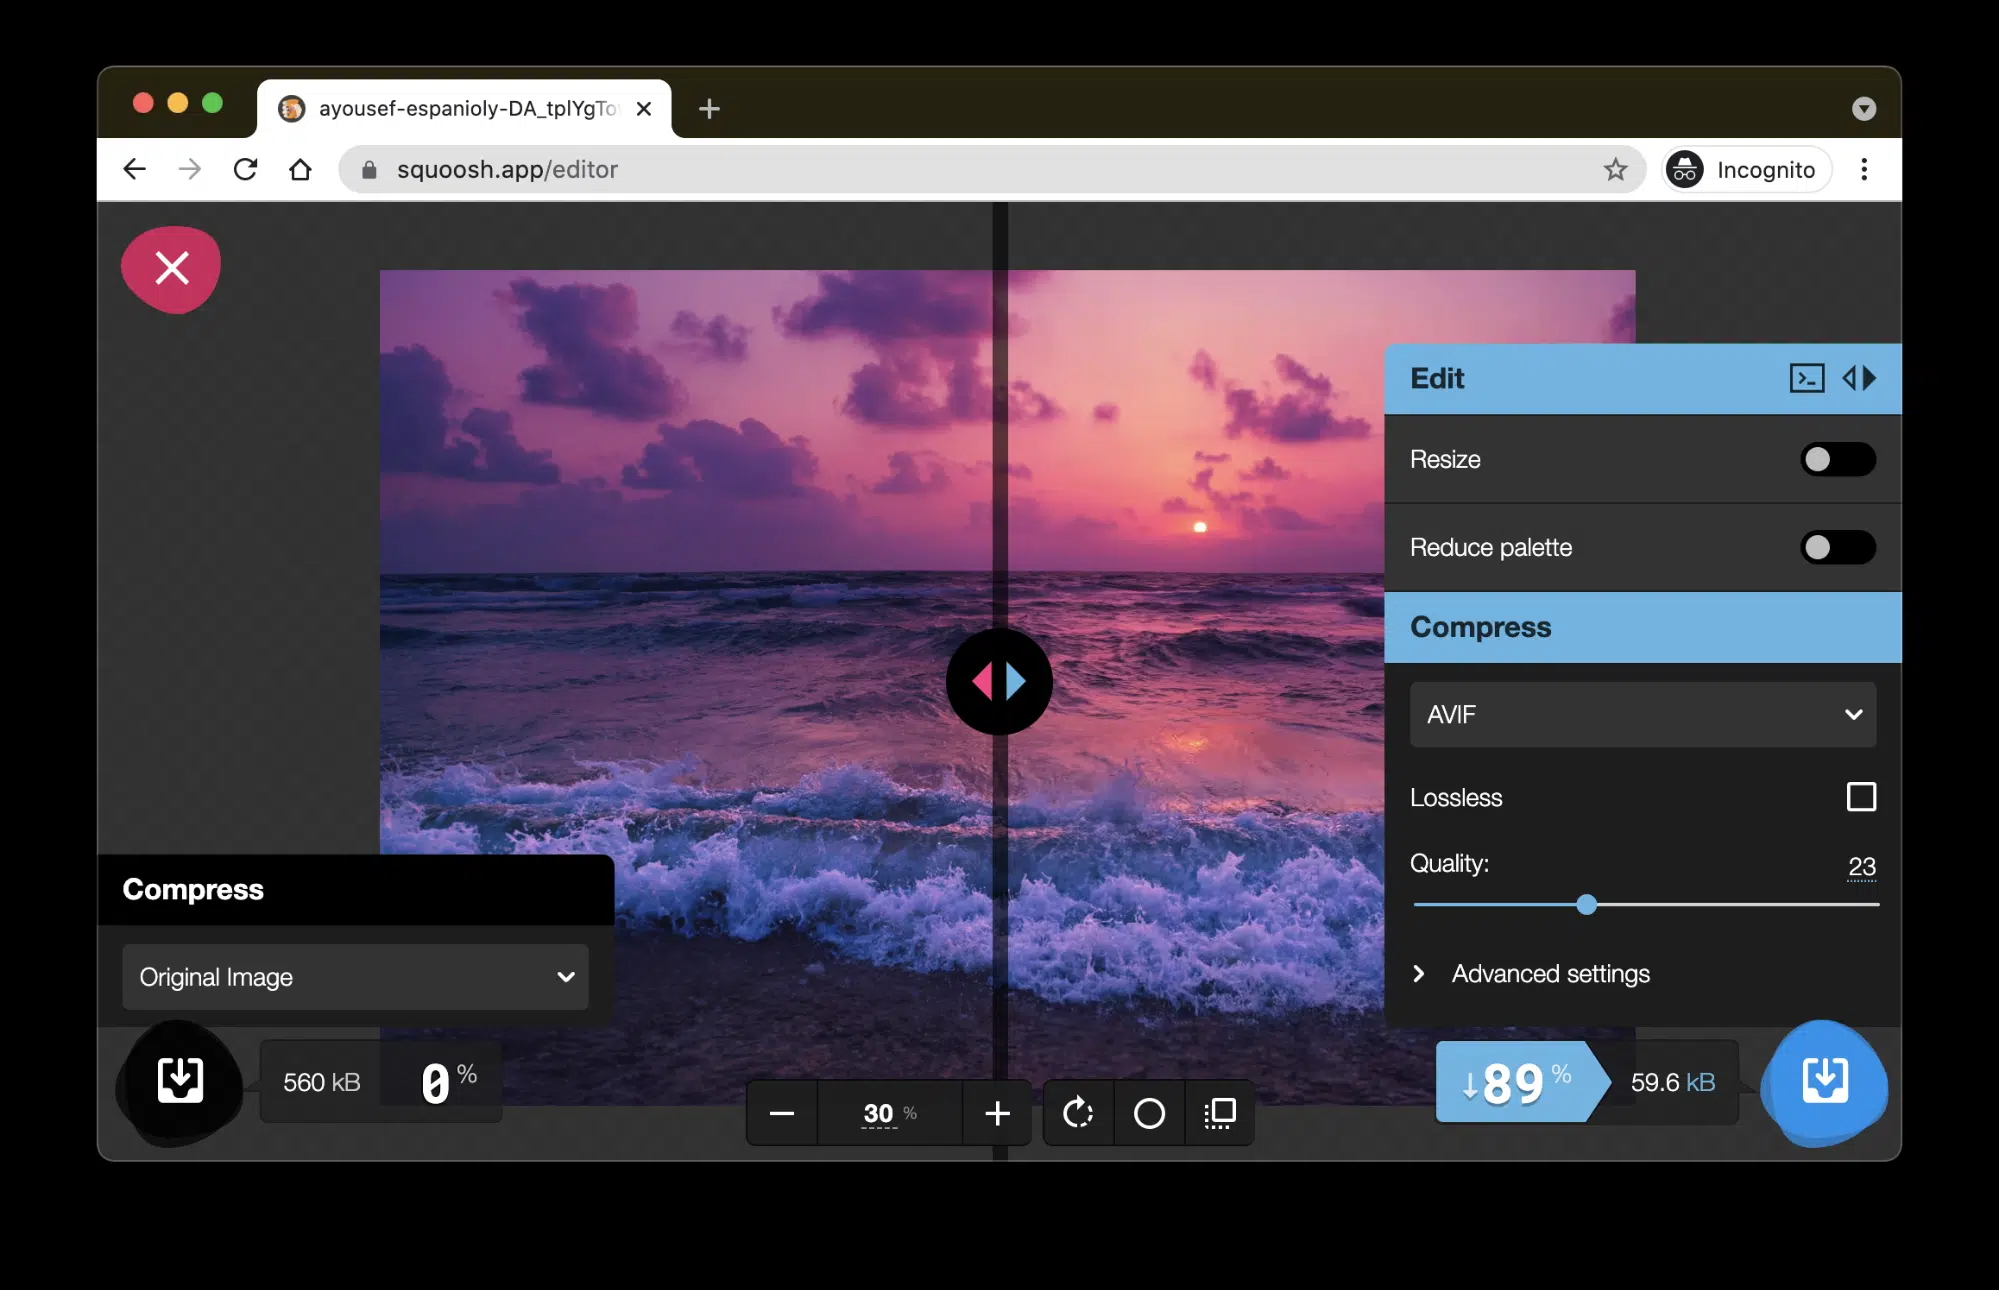 ayousef-espanioly-DA_tplYgTo
squoosh.app/editor
Incognito
Edit
Resize
Reduce palette
Compress
AVIF
Lossless
Quality: 23
Advanced settings
Compress
Original Image
560 kB 0 %
30 %
↓89 % 59.6 kB